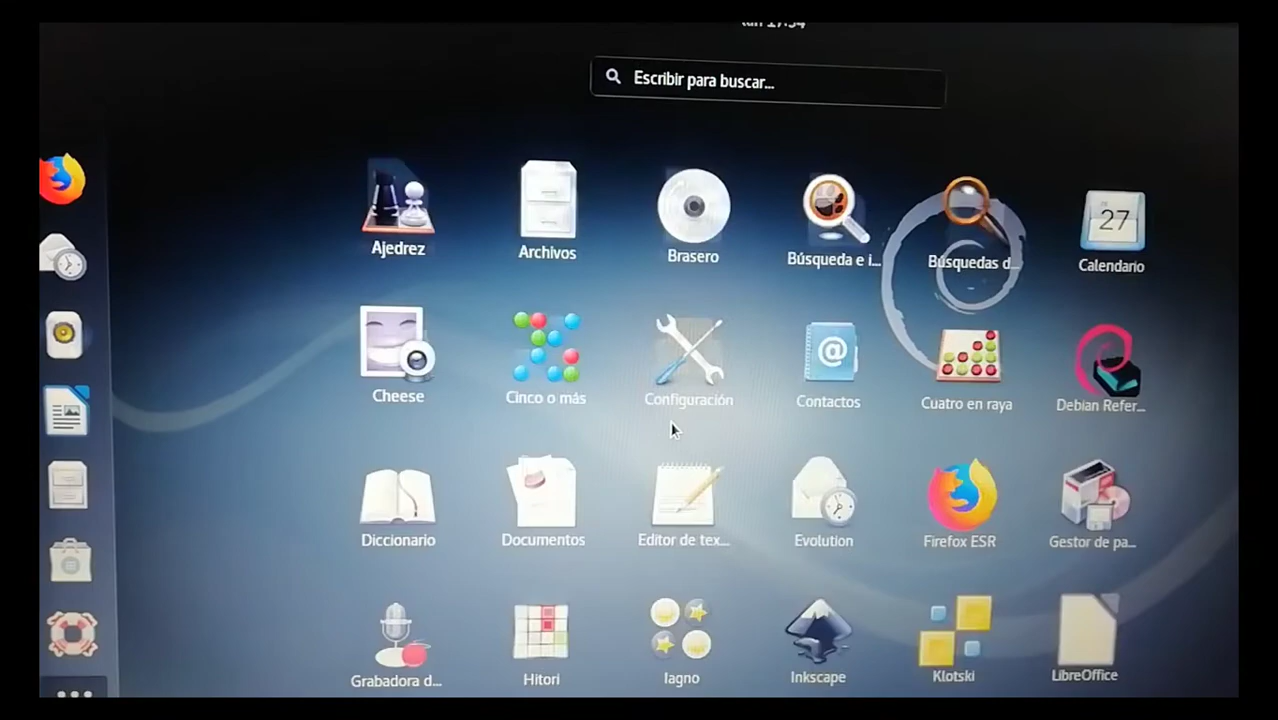 Escribir para buscar...
Ajedrez
Archivos
Brasero
Búsqueda e i...
Búsquedas d...
27
Calendario
Cheese
Cinco o más
Configuración
@
Contactos
Cuatro en raya
Debian Refer...
Diccionario
Documentos
Editor de tex...
Evolution
Firefox ESR
Gestor de pa...
Grabadora d...
Hitori
Iagno
Inkscape
Klotski
LibreOffice